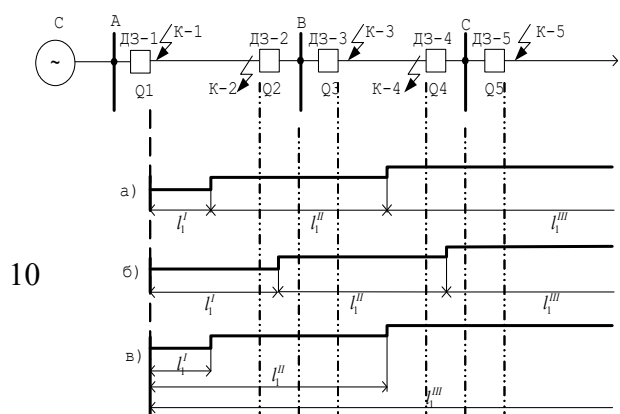 С А В С
ДЗ-1 К-1 ДЗ-2 ДЗ-3 К-3 ДЗ-4 ДЗ-5 К-5
~
Q1 К-2 Q2 Q3 К-4 Q4 Q5
а)
l₁ᴵ l₁ᴵᴵ l₁ᴵᴵᴵ
10
б)
l₁ᴵ l₁ᴵᴵ l₁ᴵᴵᴵ
в)
l₁ᴵ
l₁ᴵᴵ
l₁ᴵᴵᴵ